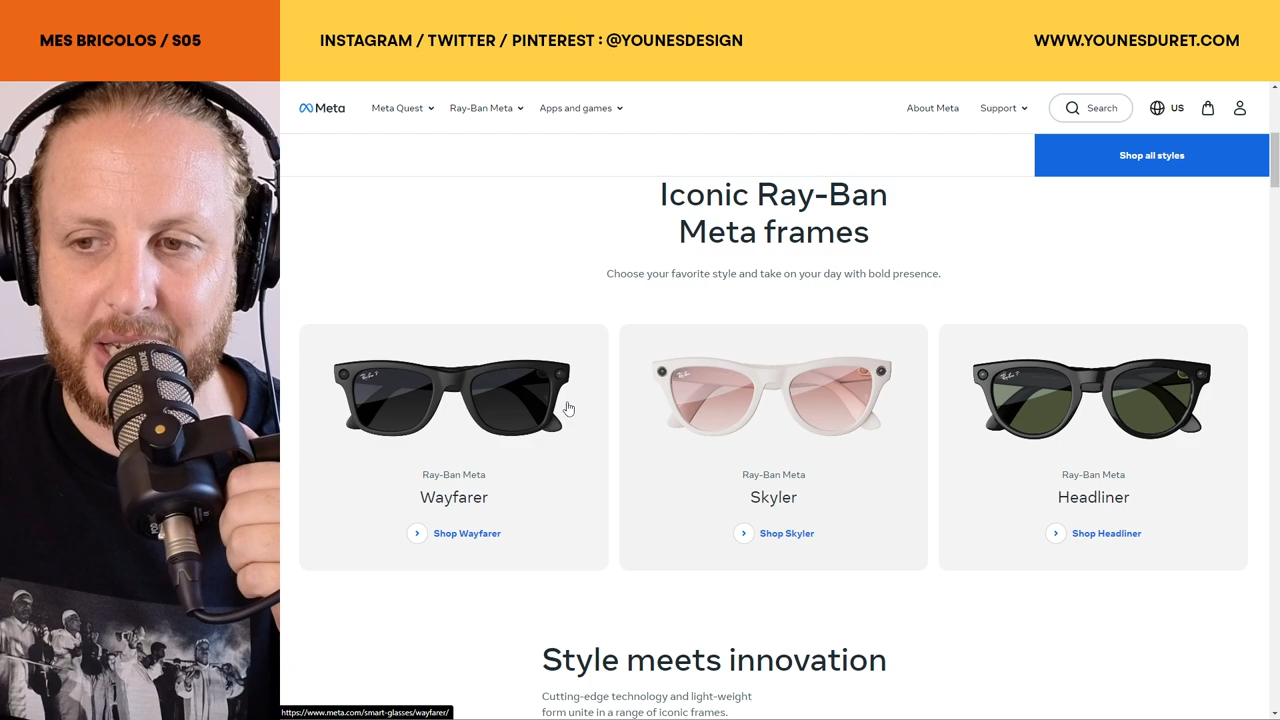 MES BRICOLOS / S05
INSTAGRAM / TWITTER / PINTEREST : @YOUNESDESIGN
WWW.YOUNESDURET.COM
Meta
Meta Quest
Ray-Ban Meta
Apps and games
About Meta
Support
Search
US
Shop all styles
Iconic Ray-Ban
Meta frames
Choose your favorite style and take on your day with bold presence.
Ray-Ban Meta
Wayfarer
Shop Wayfarer
Ray-Ban Meta
Skyler
Shop Skyler
Ray-Ban Meta
Headliner
Shop Headliner
Style meets innovation
Cutting-edge technology and light-weight
form unite in a range of iconic frames.
https://www.meta.com/smart-glasses/wayfarer/
RØDE